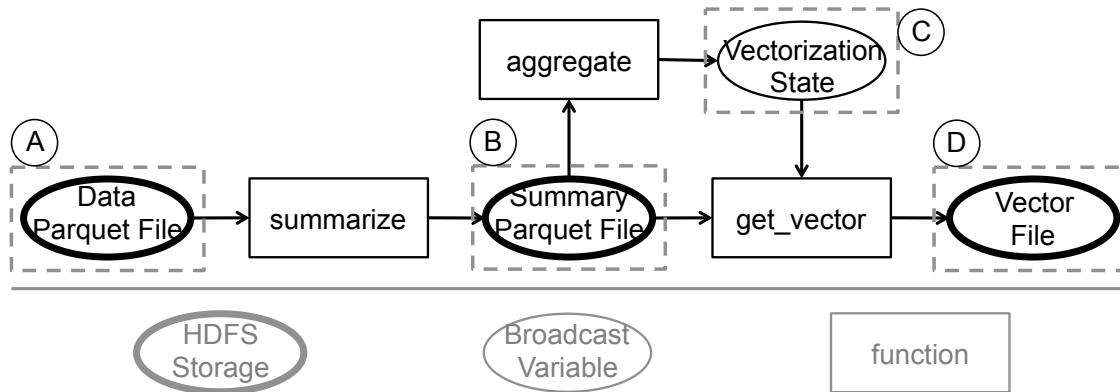 C
aggregate
Vectorization
State
A
B
D
Data
Parquet File
summarize
Summary
Parquet File
get_vector
Vector
File
HDFS
Storage
Broadcast
Variable
function